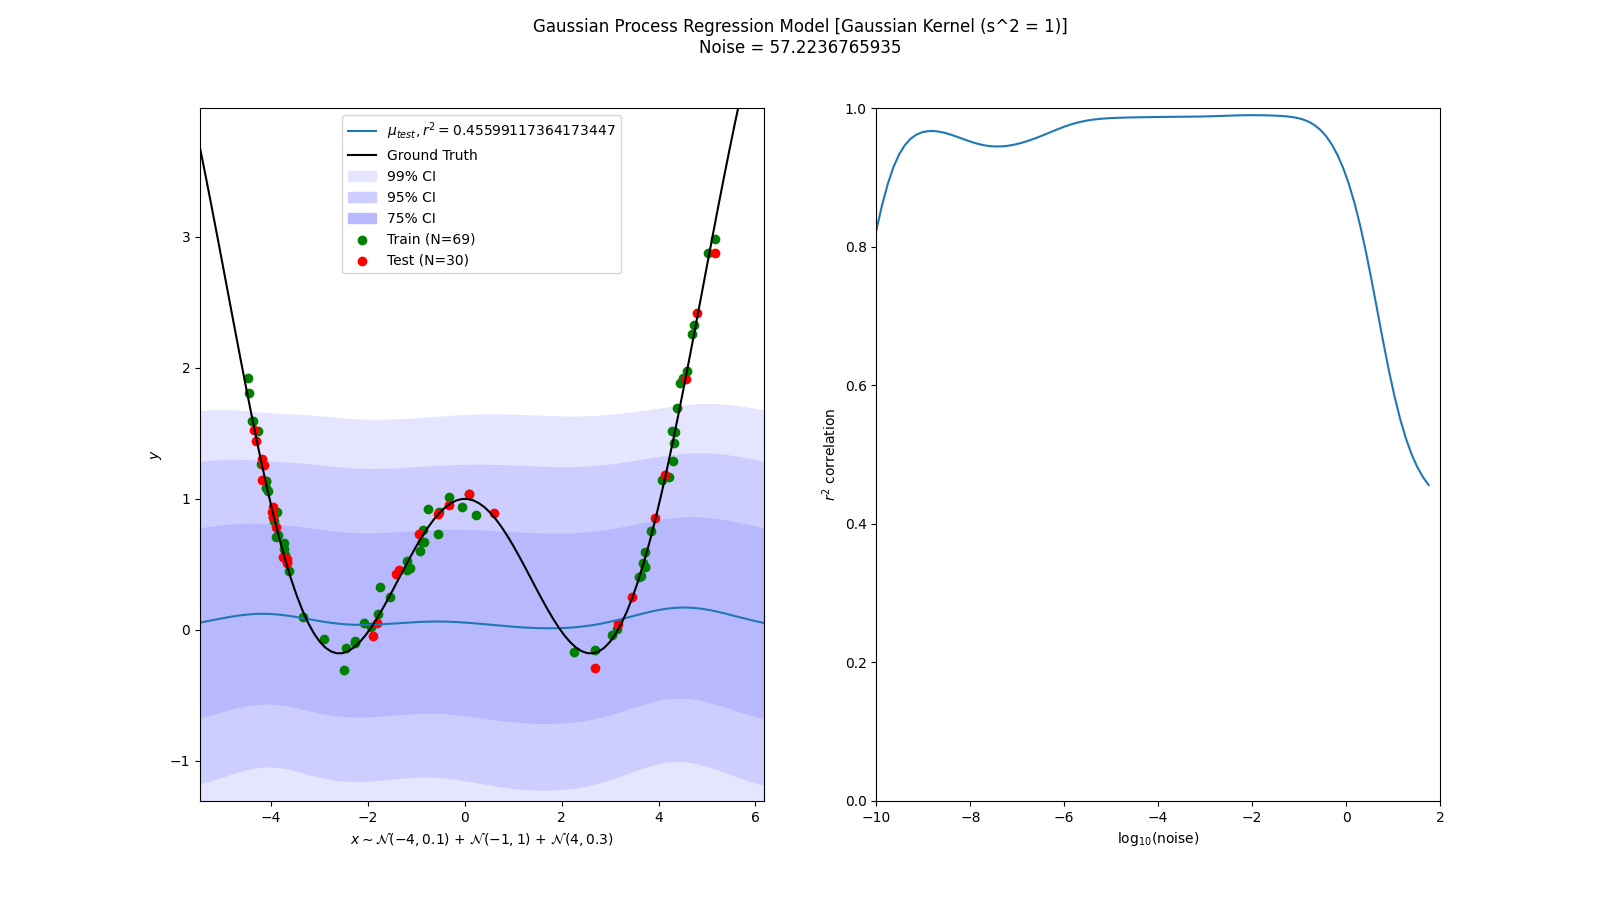 Gaussian Process Regression Model [Gaussian Kernel (s^2 = 1)]
Noise = 57.2236765935
μ_test, r² = 0.45599117364173447
Ground Truth
99% CI
95% CI
75% CI
Train (N=69)
Test (N=30)
y
3
2
1
0
−1
−4 −2 0 2 4 6
x ~ 𝒩(−4, 0.1) + 𝒩(−1, 1) + 𝒩(4, 0.3)
r² correlation
1.0
0.8
0.6
0.4
0.2
0.0
−10 −8 −6 −4 −2 0 2
log₁₀(noise)